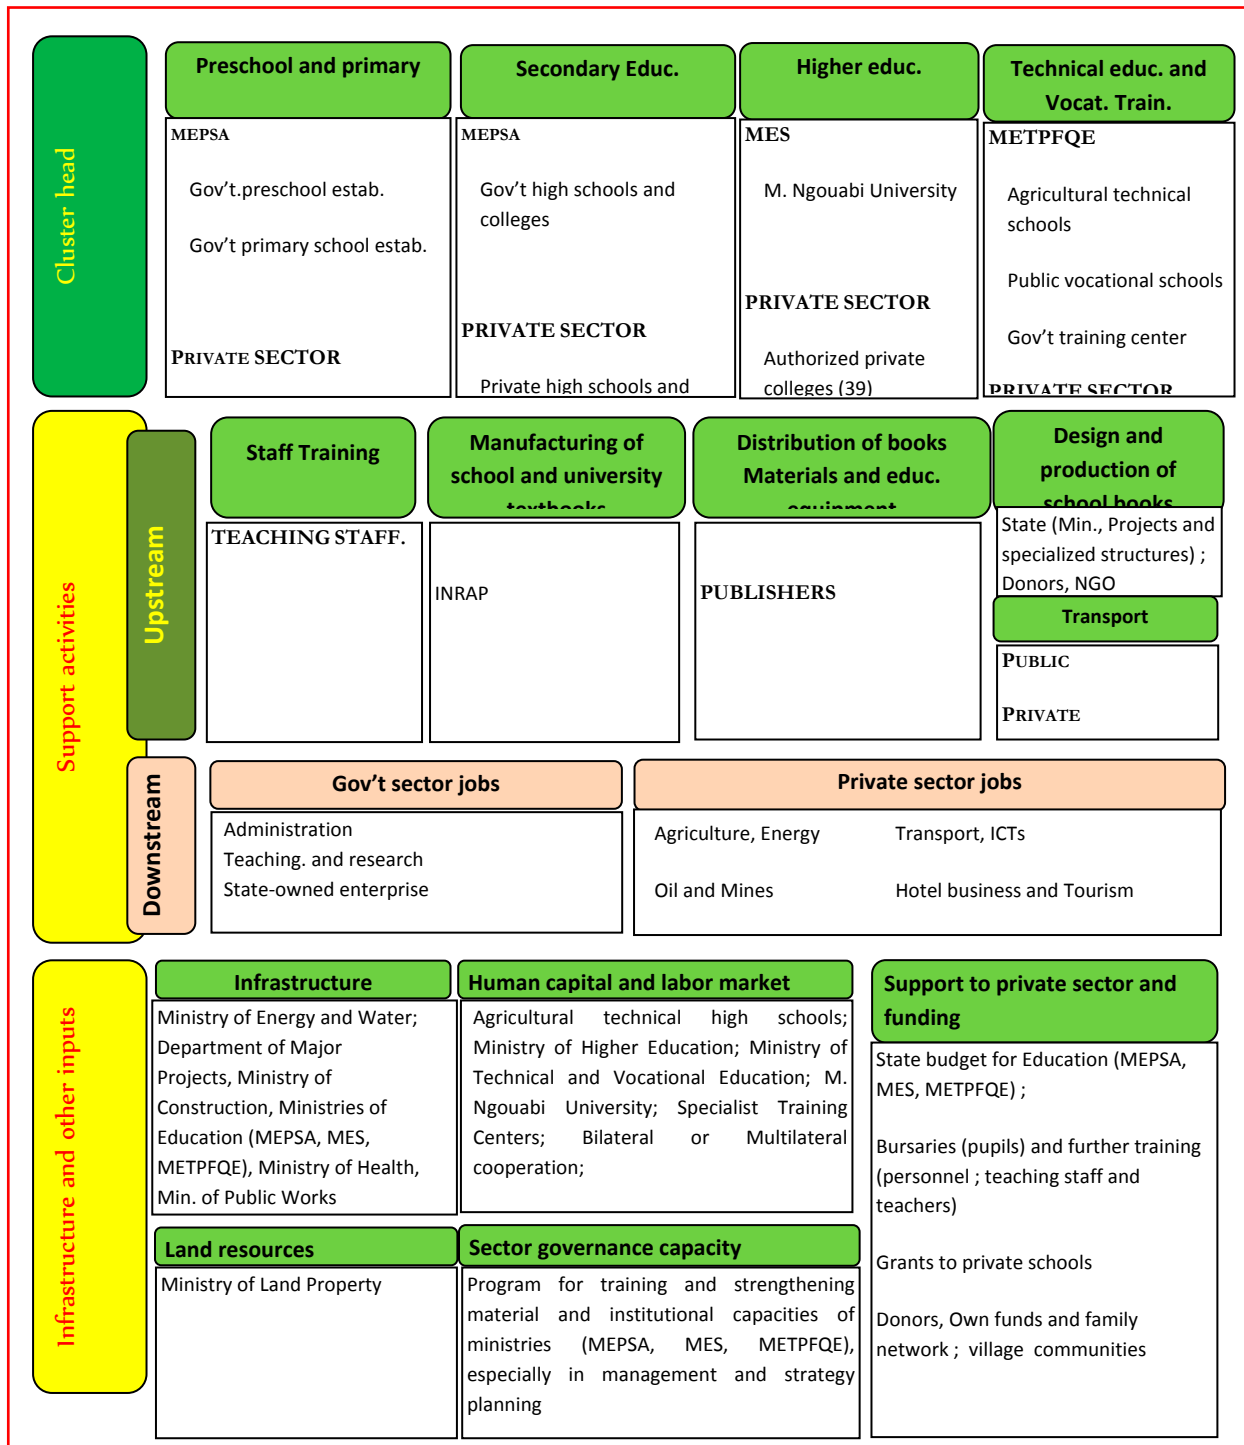 Cluster head
Preschool and primary
MEPSA
Gov't.preschool estab.
Gov't primary school estab.
PRIVATE SECTOR
Secondary Educ.
MEPSA
Gov't high schools and
colleges
PRIVATE SECTOR
Private high schools and
Higher educ.
MES
M. Ngouabi University
PRIVATE SECTOR
Authorized private
colleges (39)
Technical educ. and
Vocat. Train.
METPFQE
Agricultural technical
schools
Public vocational schools
Gov't training center
PRIVATE SECTOR
Support activities
Upstream
Staff Training
TEACHING STAFF.
Manufacturing of
school and university
textbooks
INRAP
Distribution of books
Materials and educ.
equipment
PUBLISHERS
Design and
production of
school books
State (Min., Projects and
specialized structures) ;
Donors, NGO
Transport
PUBLIC
PRIVATE
Downstream
Gov't sector jobs
Administration
Teaching. and research
State-owned enterprise
Private sector jobs
Agriculture, Energy
Transport, ICTs
Oil and Mines
Hotel business and Tourism
Infrastructure and other inputs
Infrastructure
Ministry of Energy and Water;
Department of Major
Projects, Ministry of
Construction, Ministries of
Education (MEPSA, MES,
METPFQE), Ministry of Health,
Min. of Public Works
Human capital and labor market
Agricultural technical high schools;
Ministry of Higher Education; Ministry of
Technical and Vocational Education; M.
Ngouabi University; Specialist Training
Centers; Bilateral or Multilateral
cooperation;
Support to private sector and
funding
State budget for Education (MEPSA,
MES, METPFQE) ;
Bursaries (pupils) and further training
(personnel ; teaching staff and
teachers)
Grants to private schools
Donors, Own funds and family
network ; village communities
Land resources
Ministry of Land Property
Sector governance capacity
Program for training and strengthening
material and institutional capacities of
ministries (MEPSA, MES, METPFQE),
especially in management and strategy
planning